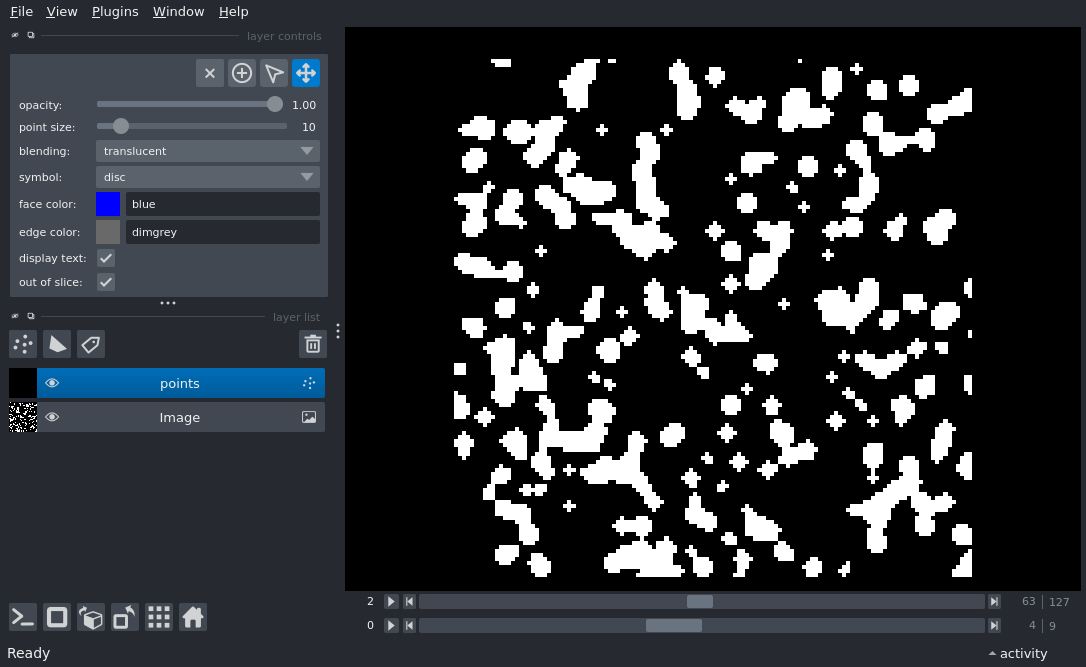 File View Plugins Window Help
layer controls
opacity: 1.00
point size: 10
blending: translucent
symbol: disc
face color: blue
edge color: dimgrey
display text:
out of slice:
layer list
points
Image
2 63 127
0 4 9
Ready activity